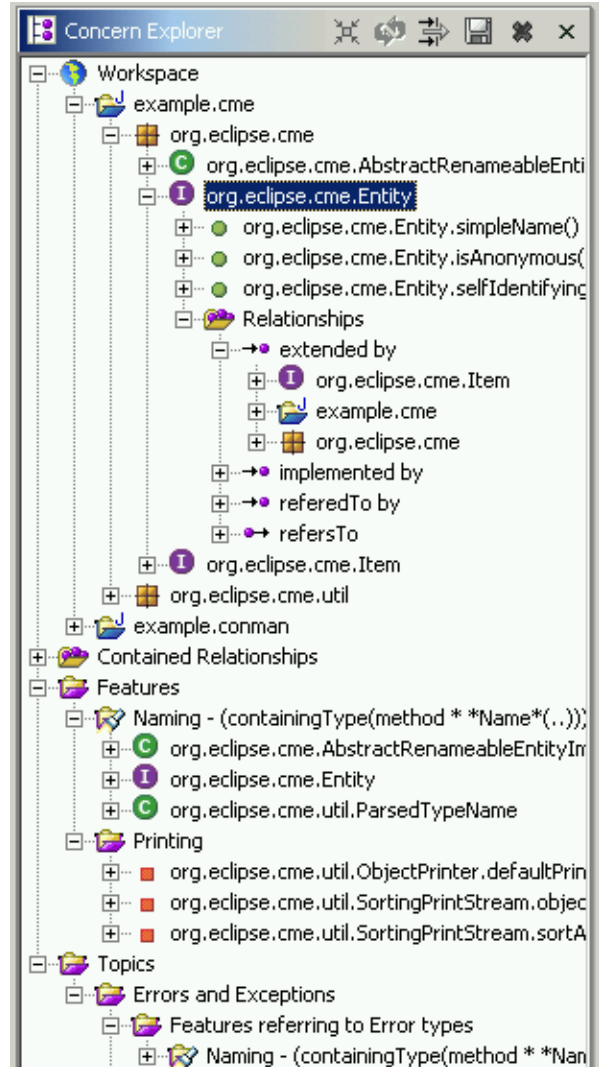 Concern Explorer
Workspace
example.cme
org.eclipse.cme
org.eclipse.cme.AbstractRenameableEnti
org.eclipse.cme.Entity
org.eclipse.cme.Entity.simpleName()
org.eclipse.cme.Entity.isAnonymous(
org.eclipse.cme.Entity.selfIdentifying
Relationships
extended by
org.eclipse.cme.Item
example.cme
org.eclipse.cme
implemented by
referedTo by
refersTo
org.eclipse.cme.Item
org.eclipse.cme.util
example.conman
Contained Relationships
Features
Naming - (containingType(method * *Name*(..)))
org.eclipse.cme.AbstractRenameableEntityIm
org.eclipse.cme.Entity
org.eclipse.cme.util.ParsedTypeName
Printing
org.eclipse.cme.util.ObjectPrinter.defaultPrin
org.eclipse.cme.util.SortingPrintStream.objec
org.eclipse.cme.util.SortingPrintStream.sortA
Topics
Errors and Exceptions
Features referring to Error types
Naming - (containingType(method * *Nam